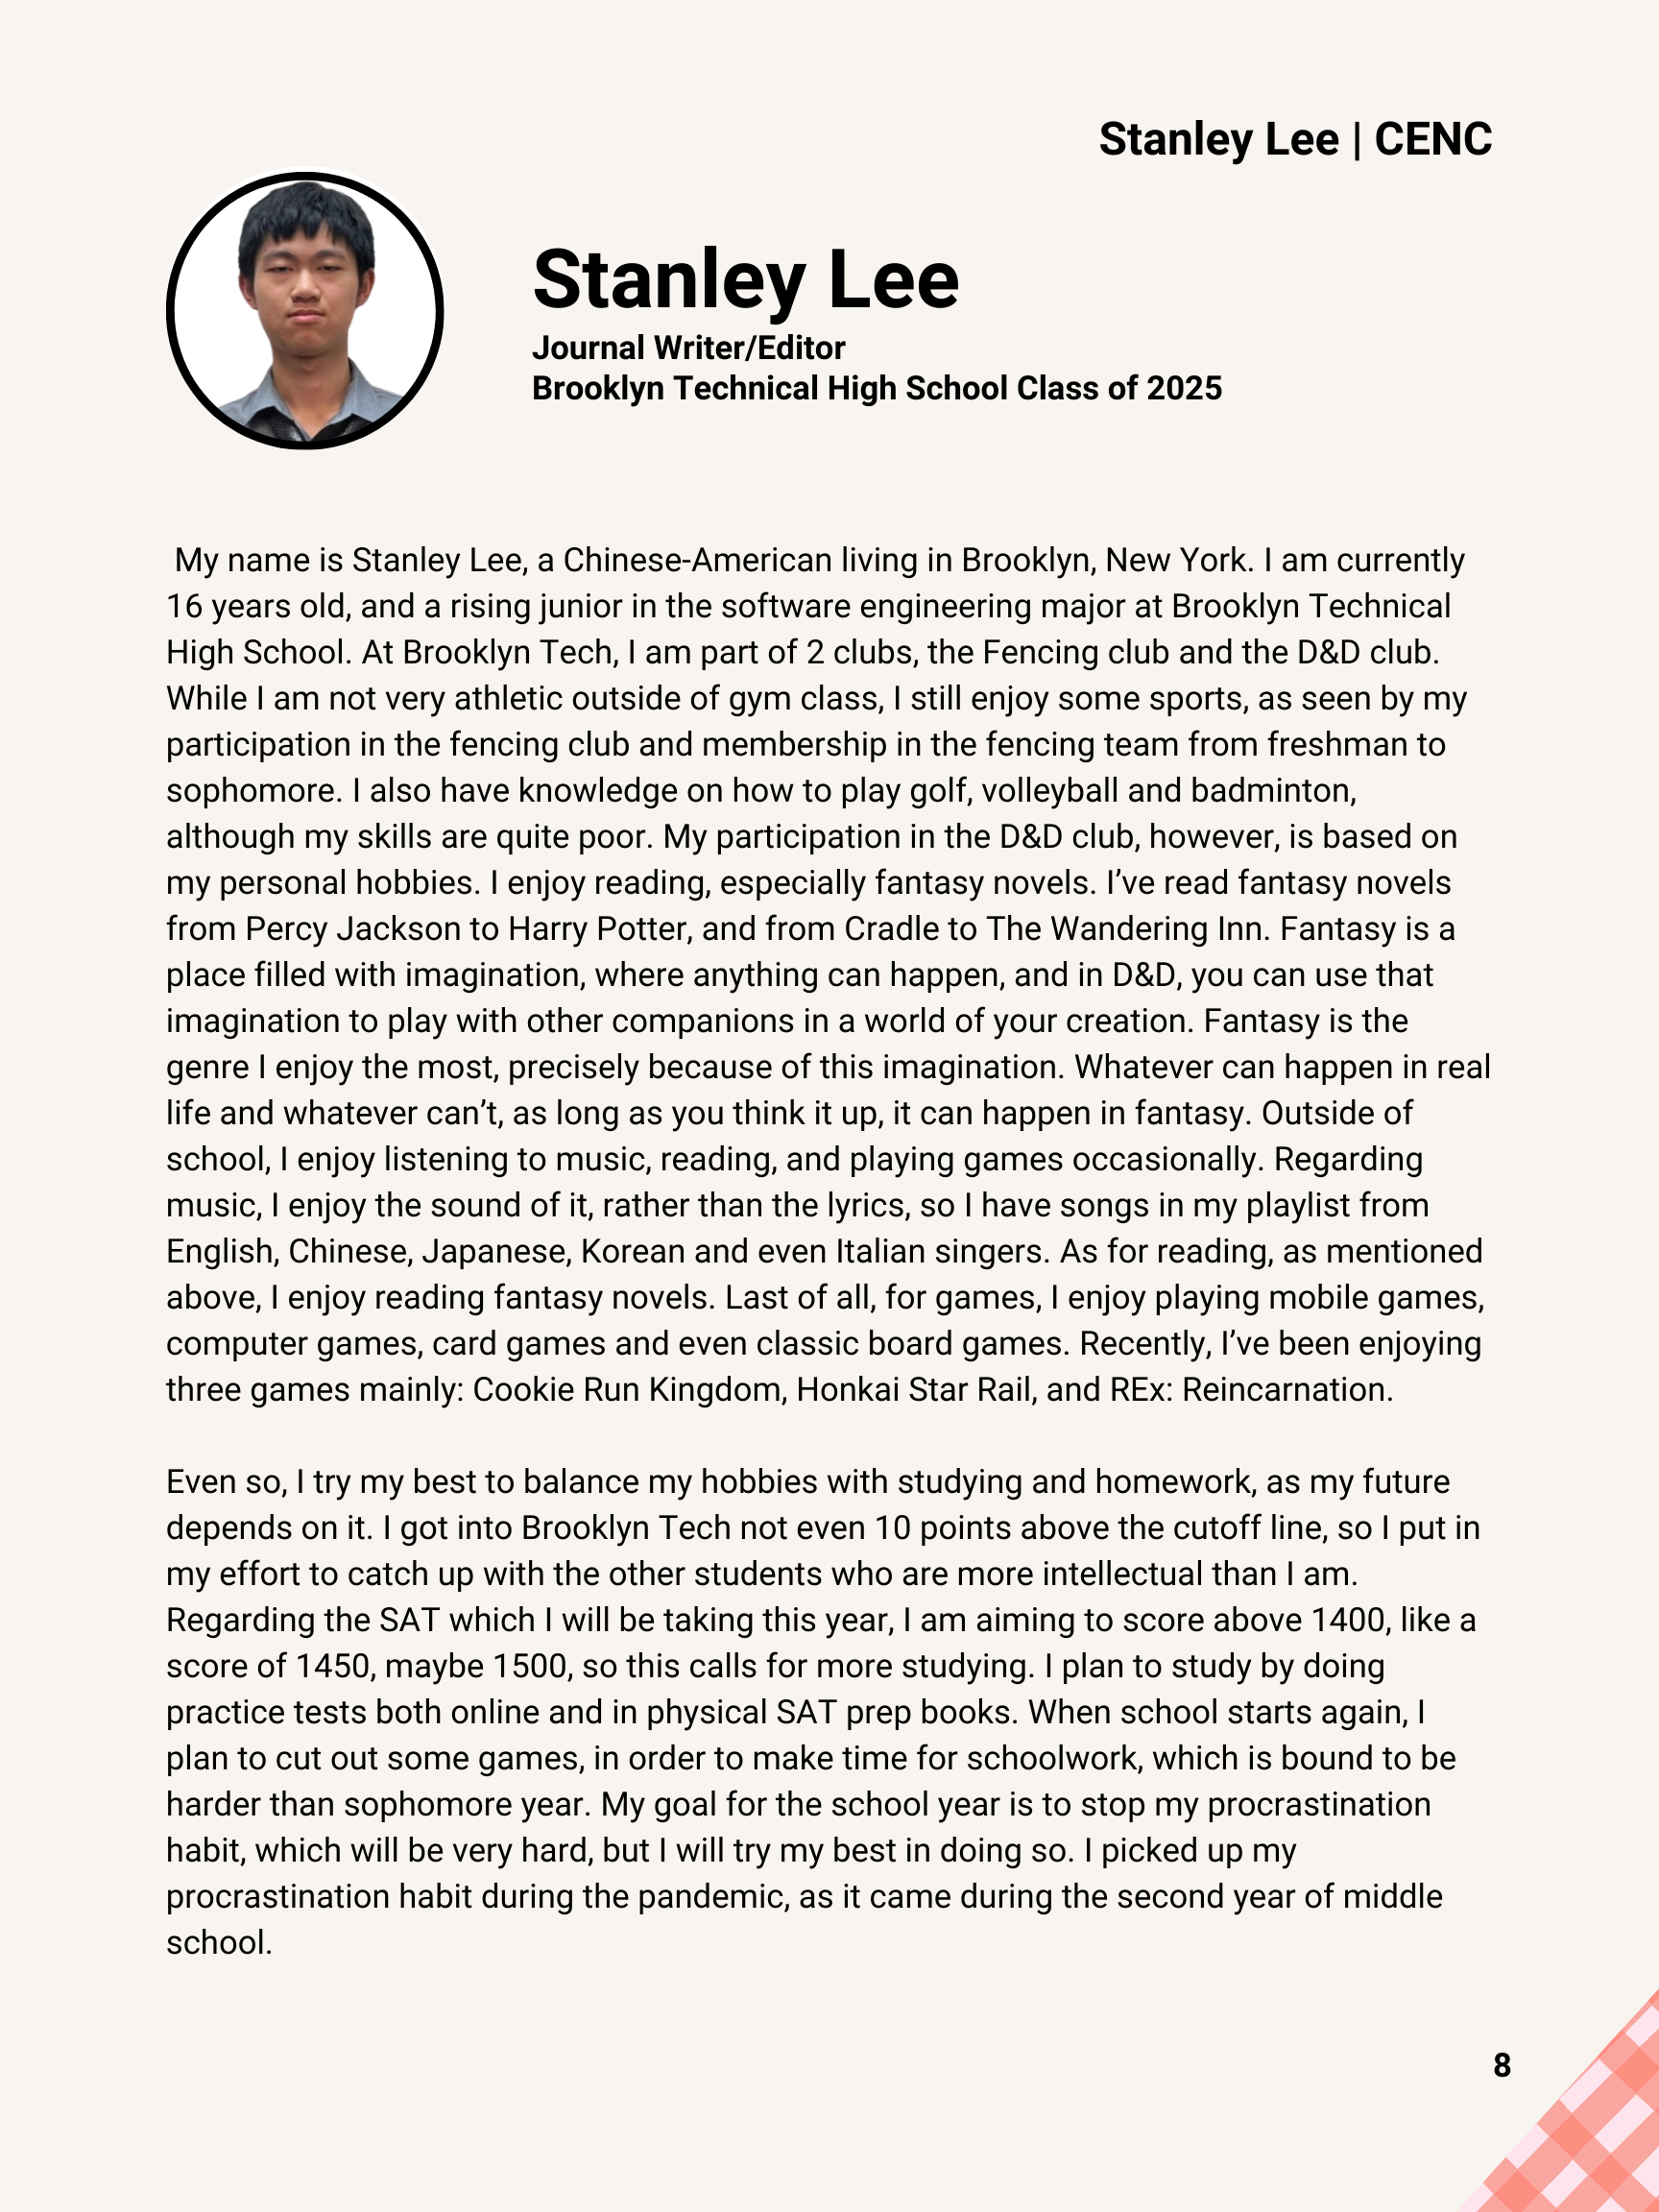 Stanley Lee | CENC
Stanley Lee
Journal Writer/Editor
Brooklyn Technical High School Class of 2025
My name is Stanley Lee, a Chinese-American living in Brooklyn, New York. I am currently
16 years old, and a rising junior in the software engineering major at Brooklyn Technical
High School. At Brooklyn Tech, I am part of 2 clubs, the Fencing club and the D&D club.
While I am not very athletic outside of gym class, I still enjoy some sports, as seen by my
participation in the fencing club and membership in the fencing team from freshman to
sophomore. I also have knowledge on how to play golf, volleyball and badminton,
although my skills are quite poor. My participation in the D&D club, however, is based on
my personal hobbies. I enjoy reading, especially fantasy novels. I’ve read fantasy novels
from Percy Jackson to Harry Potter, and from Cradle to The Wandering Inn. Fantasy is a
place filled with imagination, where anything can happen, and in D&D, you can use that
imagination to play with other companions in a world of your creation. Fantasy is the
genre I enjoy the most, precisely because of this imagination. Whatever can happen in real
life and whatever can’t, as long as you think it up, it can happen in fantasy. Outside of
school, I enjoy listening to music, reading, and playing games occasionally. Regarding
music, I enjoy the sound of it, rather than the lyrics, so I have songs in my playlist from
English, Chinese, Japanese, Korean and even Italian singers. As for reading, as mentioned
above, I enjoy reading fantasy novels. Last of all, for games, I enjoy playing mobile games,
computer games, card games and even classic board games. Recently, I’ve been enjoying
three games mainly: Cookie Run Kingdom, Honkai Star Rail, and REx: Reincarnation.
Even so, I try my best to balance my hobbies with studying and homework, as my future
depends on it. I got into Brooklyn Tech not even 10 points above the cutoff line, so I put in
my effort to catch up with the other students who are more intellectual than I am.
Regarding the SAT which I will be taking this year, I am aiming to score above 1400, like a
score of 1450, maybe 1500, so this calls for more studying. I plan to study by doing
practice tests both online and in physical SAT prep books. When school starts again, I
plan to cut out some games, in order to make time for schoolwork, which is bound to be
harder than sophomore year. My goal for the school year is to stop my procrastination
habit, which will be very hard, but I will try my best in doing so. I picked up my
procrastination habit during the pandemic, as it came during the second year of middle
school.
8